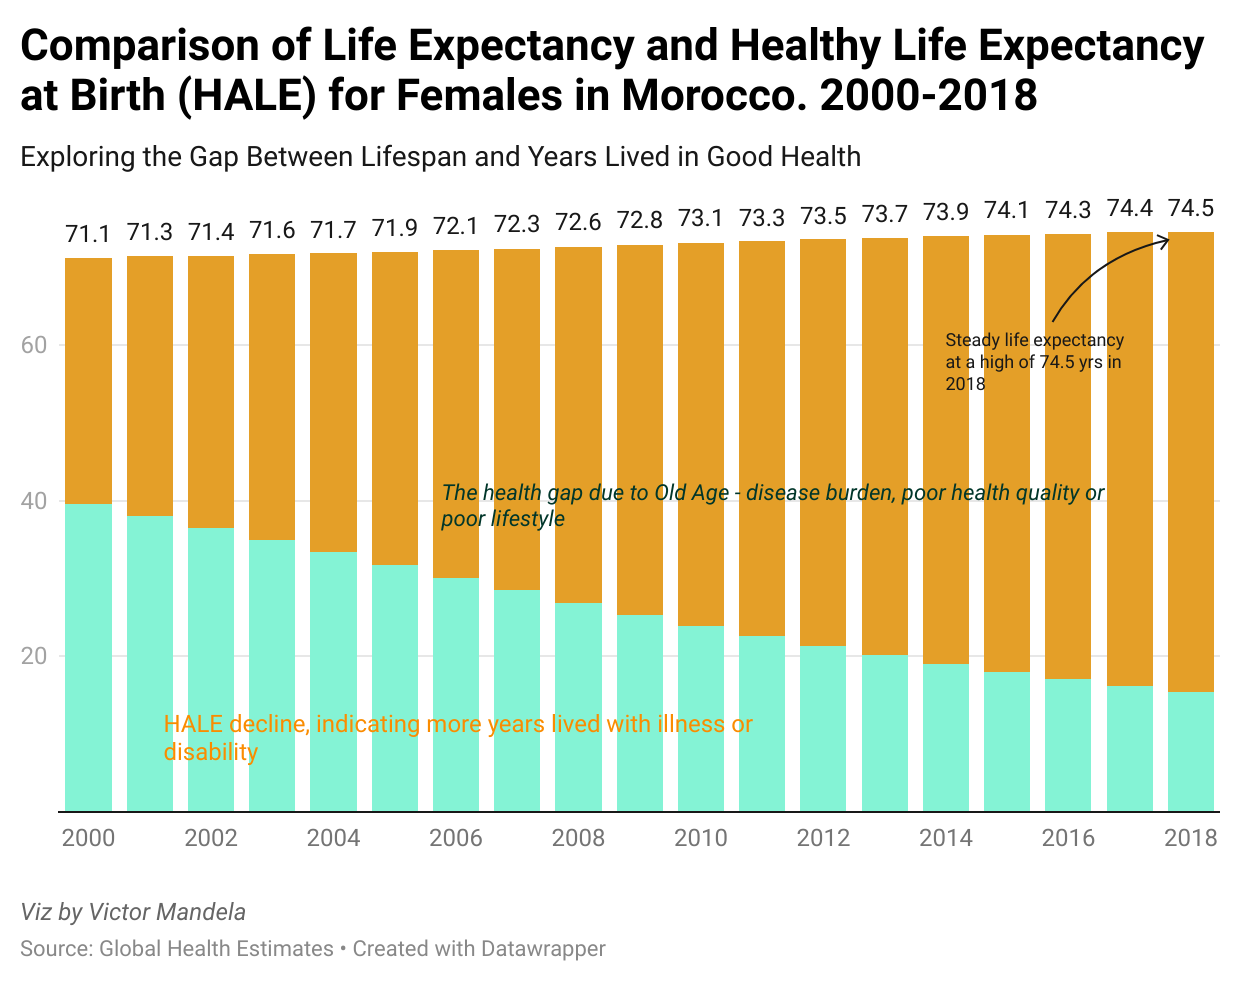 Comparison of Life Expectancy and Healthy Life Expectancy
at Birth (HALE) for Females in Morocco. 2000-2018
Exploring the Gap Between Lifespan and Years Lived in Good Health
71.1 71.3 71.4 71.6 71.7 71.9 72.1 72.3 72.6 72.8 73.1 73.3 73.5 73.7 73.9 74.1 74.3 74.4 74.5
60
Steady life expectancy
at a high of 74.5 yrs in
2018
40
The health gap due to Old Age - disease burden, poor health quality or
poor lifestyle
20
HALE decline, indicating more years lived with illness or
disability
2000 2002 2004 2006 2008 2010 2012 2014 2016 2018
Viz by Victor Mandela
Source: Global Health Estimates • Created with Datawrapper